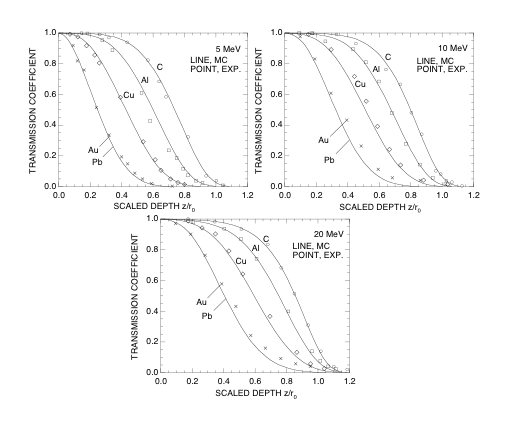 TRANSMISSION COEFFICIENT
1.0
0.8
0.6
0.4
0.2
0.0
5 MeV
LINE, MC
POINT, EXP.
C
Al
Cu
Au
Pb
0.0 0.2 0.4 0.6 0.8 1.0 1.2
SCALED DEPTH z/r0
TRANSMISSION COEFFICIENT
1.0
0.8
0.6
0.4
0.2
0.0
10 MeV
LINE, MC
POINT, EXP.
C
Al
Cu
Au
Pb
0.0 0.2 0.4 0.6 0.8 1.0 1.2
SCALED DEPTH z/r0
TRANSMISSION COEFFICIENT
1.0
0.8
0.6
0.4
0.2
0.0
20 MeV
LINE, MC
POINT, EXP.
C
Al
Cu
Au
Pb
0.0 0.2 0.4 0.6 0.8 1.0 1.2
SCALED DEPTH z/r0